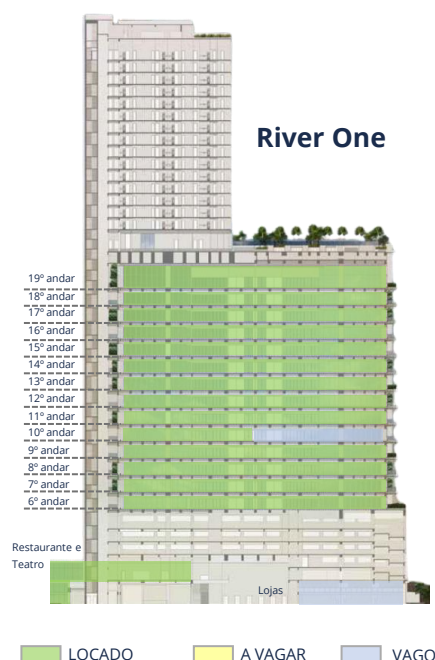 River One
19º andar
18º andar
17º andar
16º andar
15º andar
14º andar
13º andar
12º andar
11º andar
10º andar
9º andar
8º andar
7º andar
6º andar
Restaurante e
Teatro
Lojas
LOCADO
A VAGAR
VAGO